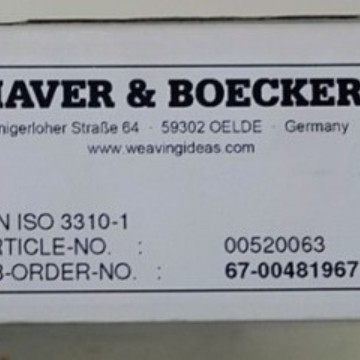 HAVER & BOECKER
nigerloher Straße 64 · 59302 OELDE · Germany
www.weavingideas.com
N ISO 3310-1
RTICLE-NO. : 00520063
B-ORDER-NO. : 67-00481967